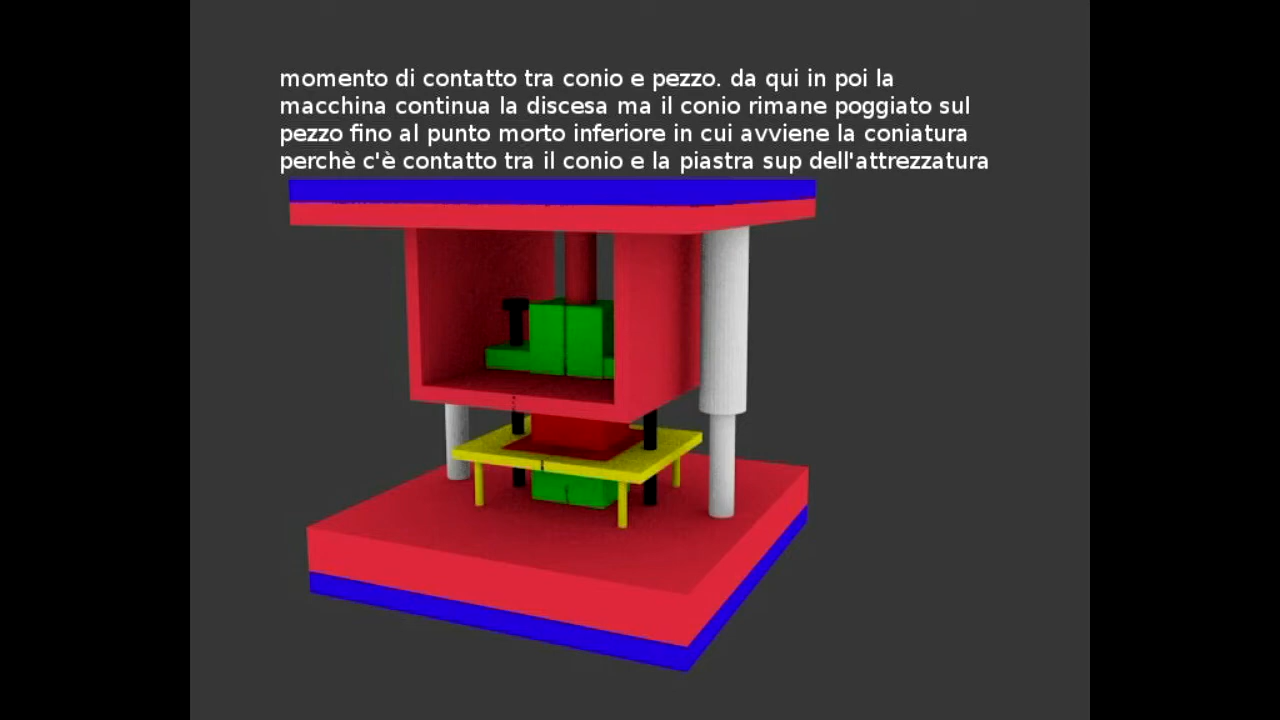 momento di contatto tra conio e pezzo. da qui in poi la
macchina continua la discesa ma il conio rimane poggiato sul
pezzo fino al punto morto inferiore in cui avviene la coniatura
perchè c'è contatto tra il conio e la piastra sup dell'attrezzatura